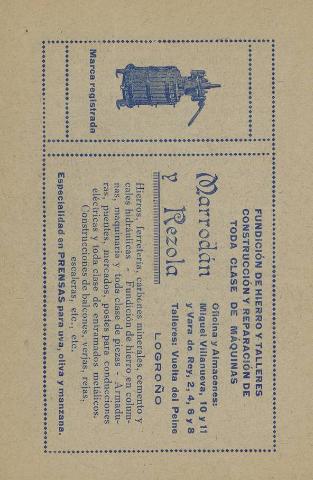 Marca registrada
FUNDICIÓN DE HIERRO Y TALLERES
CONSTRUCCIÓN Y REPARACIÓN DE
TODA CLASE DE MÁQUINAS
Marrodán
y Rezola
Oficina y Almacenes:
Miguel Villanueva, 10 y 11
y Vara de Rey, 2, 4, 6 y 8
Talleres: Vuelta del Peine
LOGROÑO
Hierros, ferretería, carbones minerales, cemento y
cales hidráulicas - Fundición de hierro en colum-
nas, maquinaria y toda clase de piezas - Armadu-
ras, puentes, mercados, postes para conducciones
eléctricas y toda clase de entramados metálicos.
(Construcciones de balcones, verjas, rejas,
escaleras, etc., etc.
Especialidad en PRENSAS para uva, oliva y manzana.